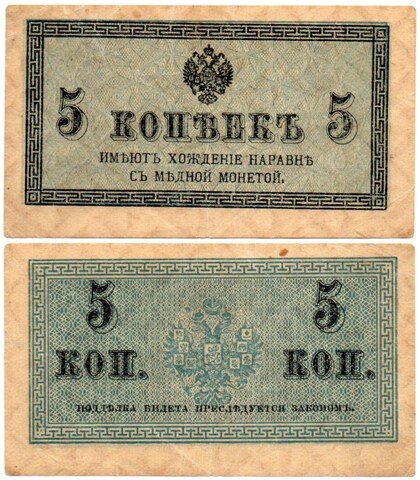 5 КОПѢЕКЪ 5
ИМѢЮТЪ ХОЖДЕНІЕ НАРАВНѢ
СЪ МѢДНОЙ МОНЕТОЙ.
5 5
КОП. КОП.
ПОДДѢЛКА БИЛЕТА ПРЕСЛѢДУЕТСЯ ЗАКОНОМЪ.